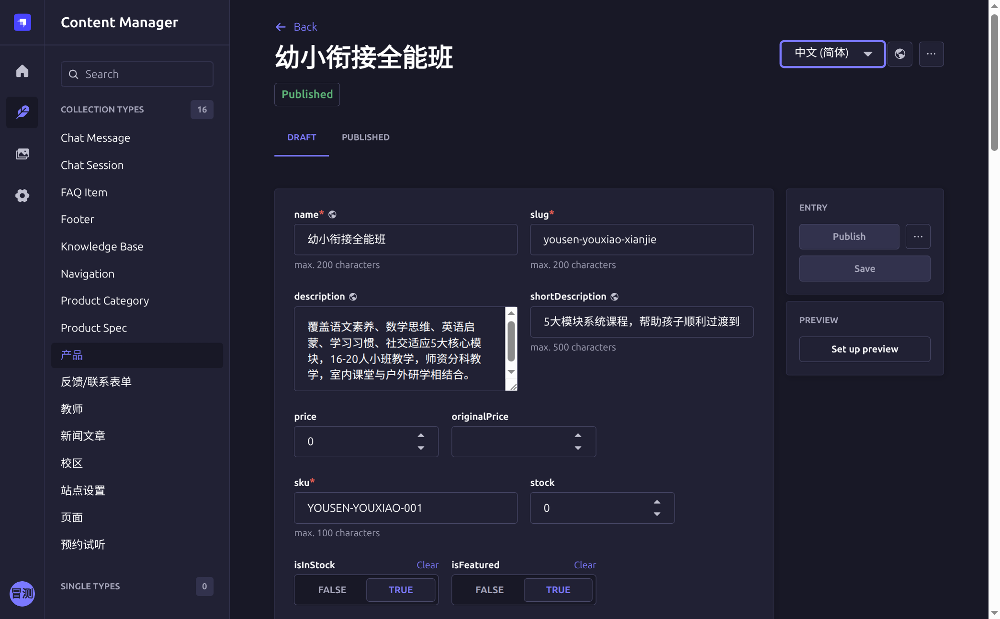 Content Manager
Search
COLLECTION TYPES
16
Chat Message
Chat Session
FAQ Item
Footer
Knowledge Base
Navigation
Product Category
Product Spec
产品
反馈/联系表单
教师
新闻文章
校区
站点设置
页面
预约试听
SINGLE TYPES
0
冒测
Back
幼小衔接全能班
中文 (简体)
Published
DRAFT
PUBLISHED
name*
幼小衔接全能班
max. 200 characters
slug*
yousen-youxiao-xianjie
max. 200 characters
description
覆盖语文素养、数学思维、英语启
蒙、学习习惯、社交适应5大核心模
块，16-20人小班教学，师资分科教
学，室内课堂与户外研学相结合。
shortDescription
5大模块系统课程，帮助孩子顺利过渡到
max. 500 characters
price
0
originalPrice
sku*
YOUSEN-YOUXIAO-001
max. 100 characters
stock
0
isInStock
Clear
FALSE
TRUE
isFeatured
Clear
FALSE
TRUE
ENTRY
Publish
Save
PREVIEW
Set up preview